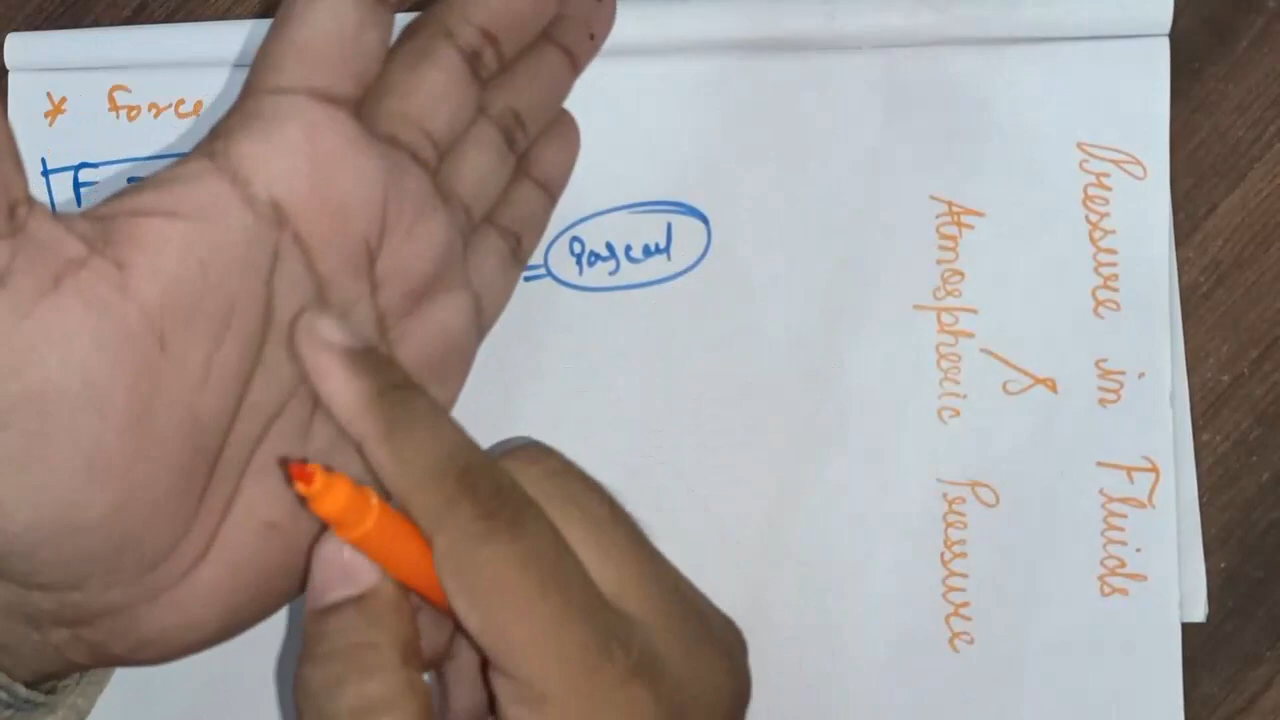 * force
F =
= Pascal
Pressure in Fluids
&
Atmospheric Pressure